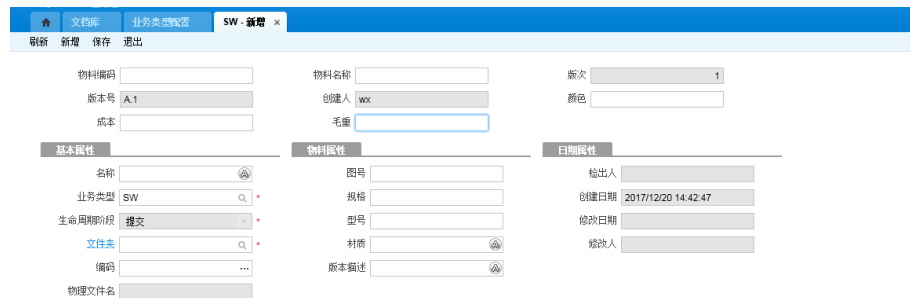 文档库 业务类型配置 SW - 新增 ×
刷新 新增 保存 退出
物料编码 物料名称 版次 1
版本号 A.1 创建人 wx 颜色
成本 毛重
基本属性 物料属性 日期属性
名称 图号 检出人
业务类型 SW * 规格 创建日期 2017/12/20 14:42:47
生命周期阶段 提交 * 型号 修改日期
文件夹 * 材质 修改人
编码 ... 版本描述
物理文件名